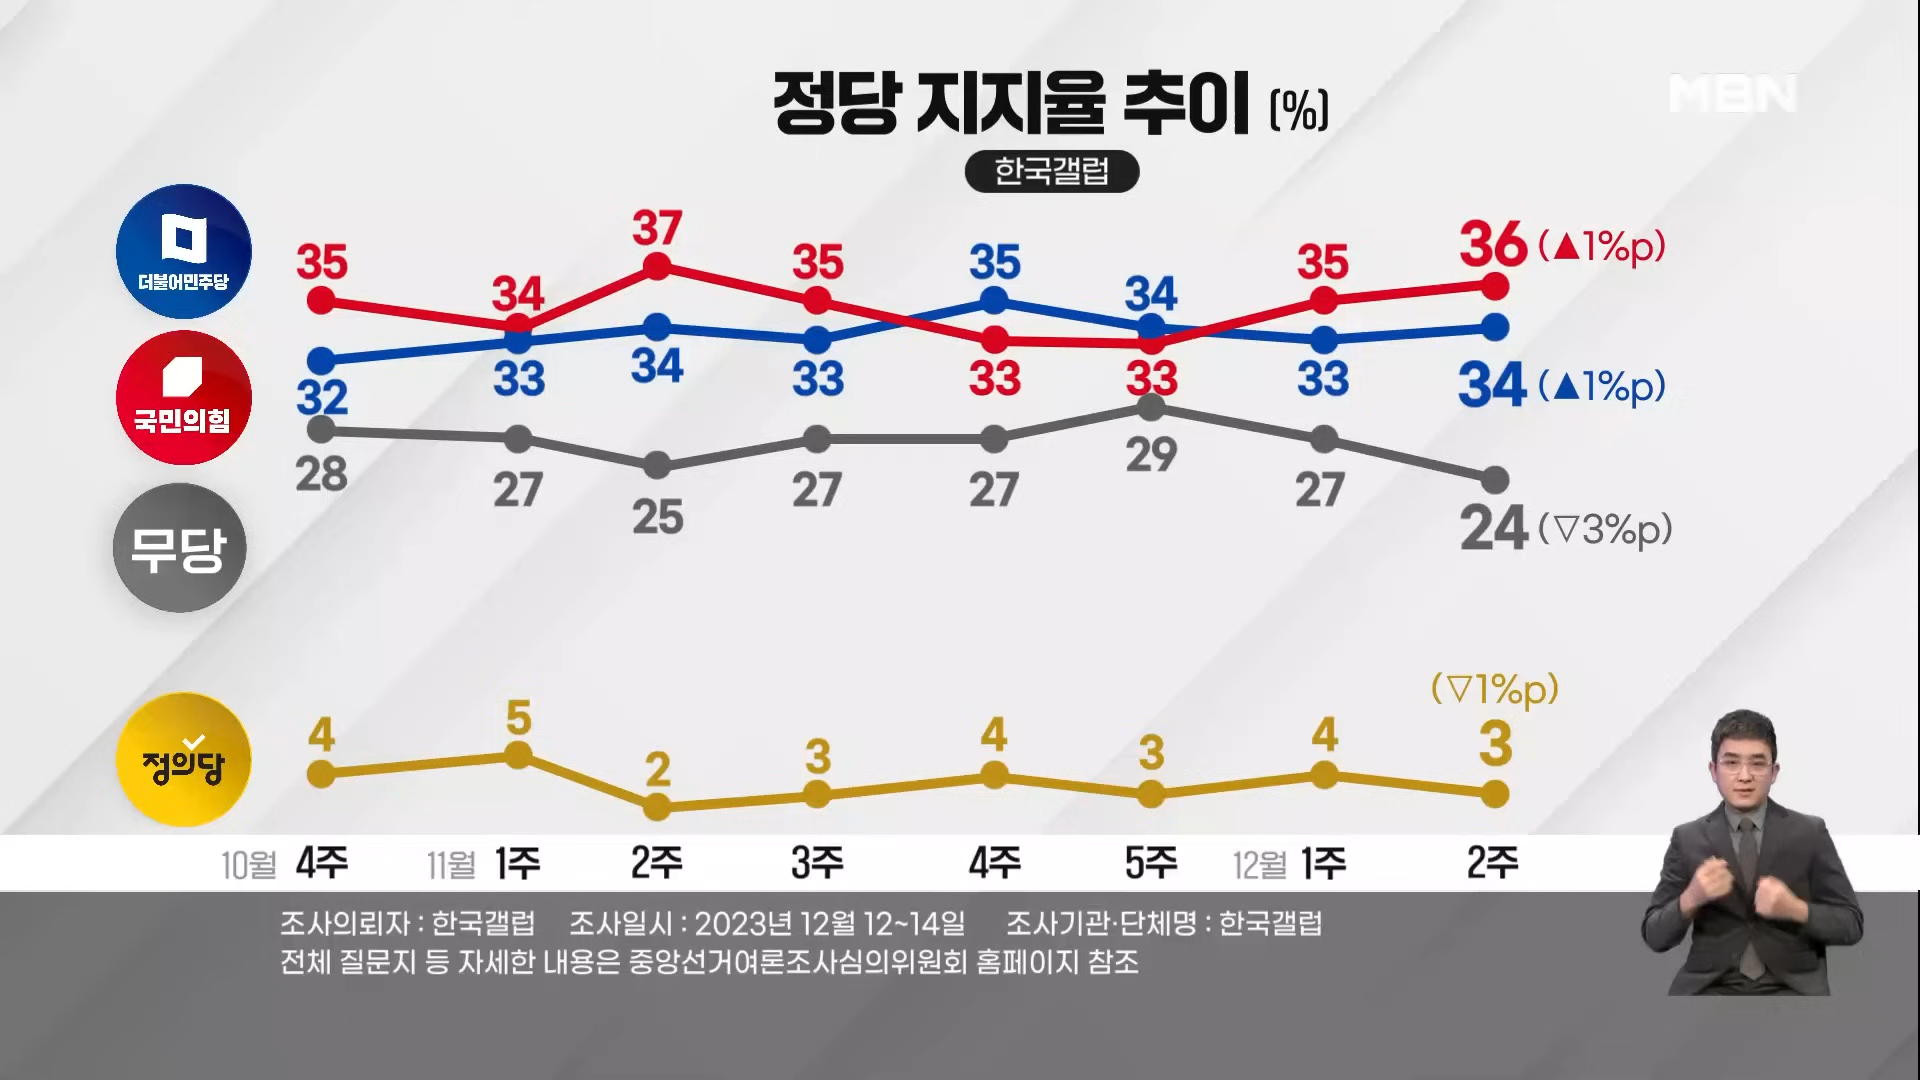 정당 지지율 추이 (%)
MBN
한국갤럽
더불어민주당
국민의힘
무당
정의당
35 34 37 35 35 34 35 36 (▲1%p)
32 33 34 33 33 33 33 34 (▲1%p)
28 27 25 27 27 29 27 24 (▽3%p)
(▽1%p)
4 5 2 3 4 3 4 3
10월 4주 11월 1주 2주 3주 4주 5주 12월 1주 2주
조사의뢰자 : 한국갤럽 조사일시 : 2023년 12월 12~14일 조사기관·단체명 : 한국갤럽
전체 질문지 등 자세한 내용은 중앙선거여론조사심의위원회 홈페이지 참조